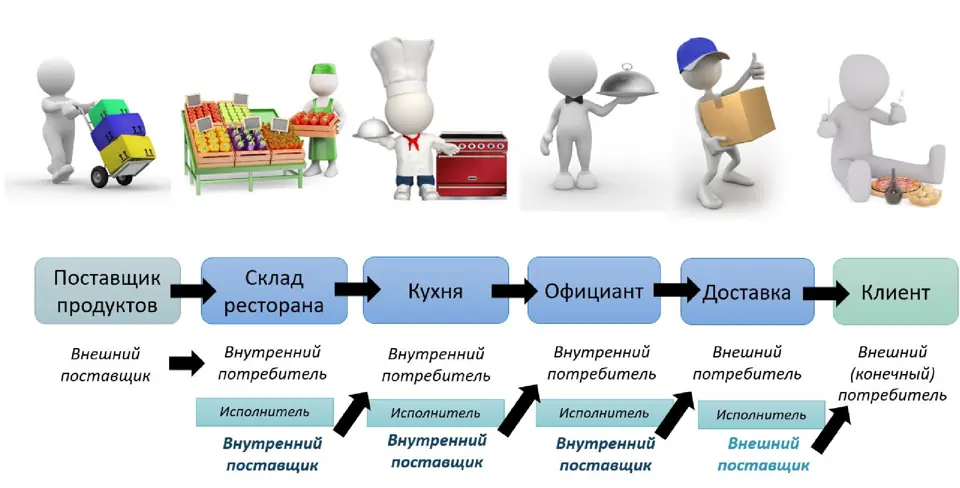 Поставщик
продуктов
Склад
ресторана
Кухня
Официант
Доставка
Клиент
Внешний
поставщик
Внутренний
потребитель
Внутренний
потребитель
Внутренний
потребитель
Внешний
потребитель
Внешний
(конечный)
потребитель
Исполнитель
Исполнитель
Исполнитель
Исполнитель
Внутренний
поставщик
Внутренний
поставщик
Внутренний
поставщик
Внешний
поставщик